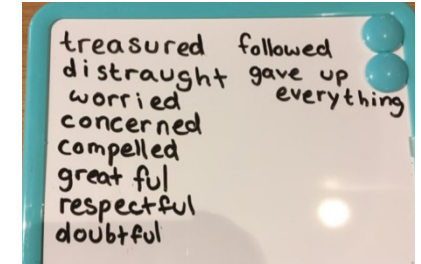 treasured
distraught
worried
concerned
compelled
great ful
respectful
doubtful
followed
gave up
everything